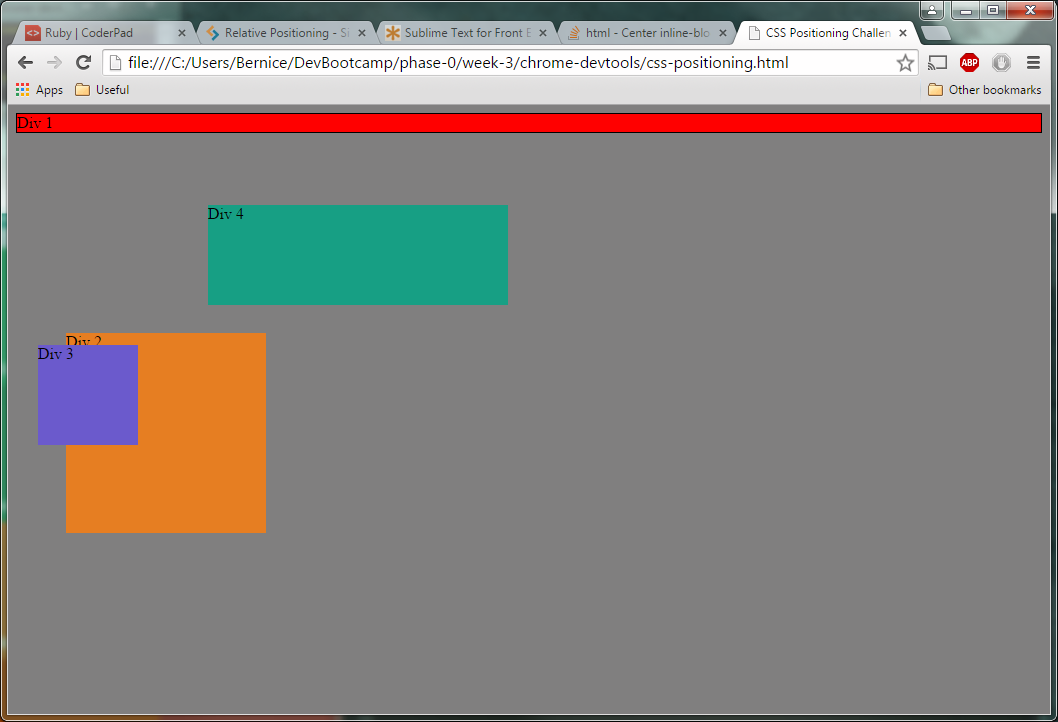 Ruby | CoderPad
Relative Positioning - Si
Sublime Text for Front E
html - Center inline-blo
CSS Positioning Challen
file:///C:/Users/Bernice/DevBootcamp/phase-0/week-3/chrome-devtools/css-positioning.html
ABP
Apps
Useful
Other bookmarks
Div 1
Div 4
Div 2
Div 3